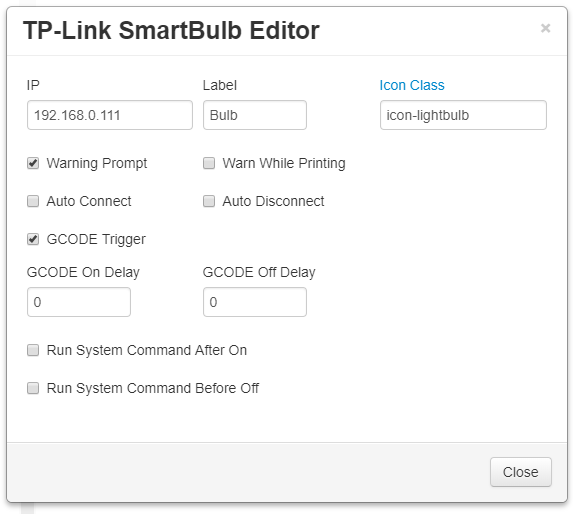 TP-Link SmartBulb Editor ×
IP Label Icon Class
192.168.0.111 Bulb icon-lightbulb
Warning Prompt Warn While Printing
Auto Connect Auto Disconnect
GCODE Trigger
GCODE On Delay GCODE Off Delay
0 0
Run System Command After On
Run System Command Before Off
Close